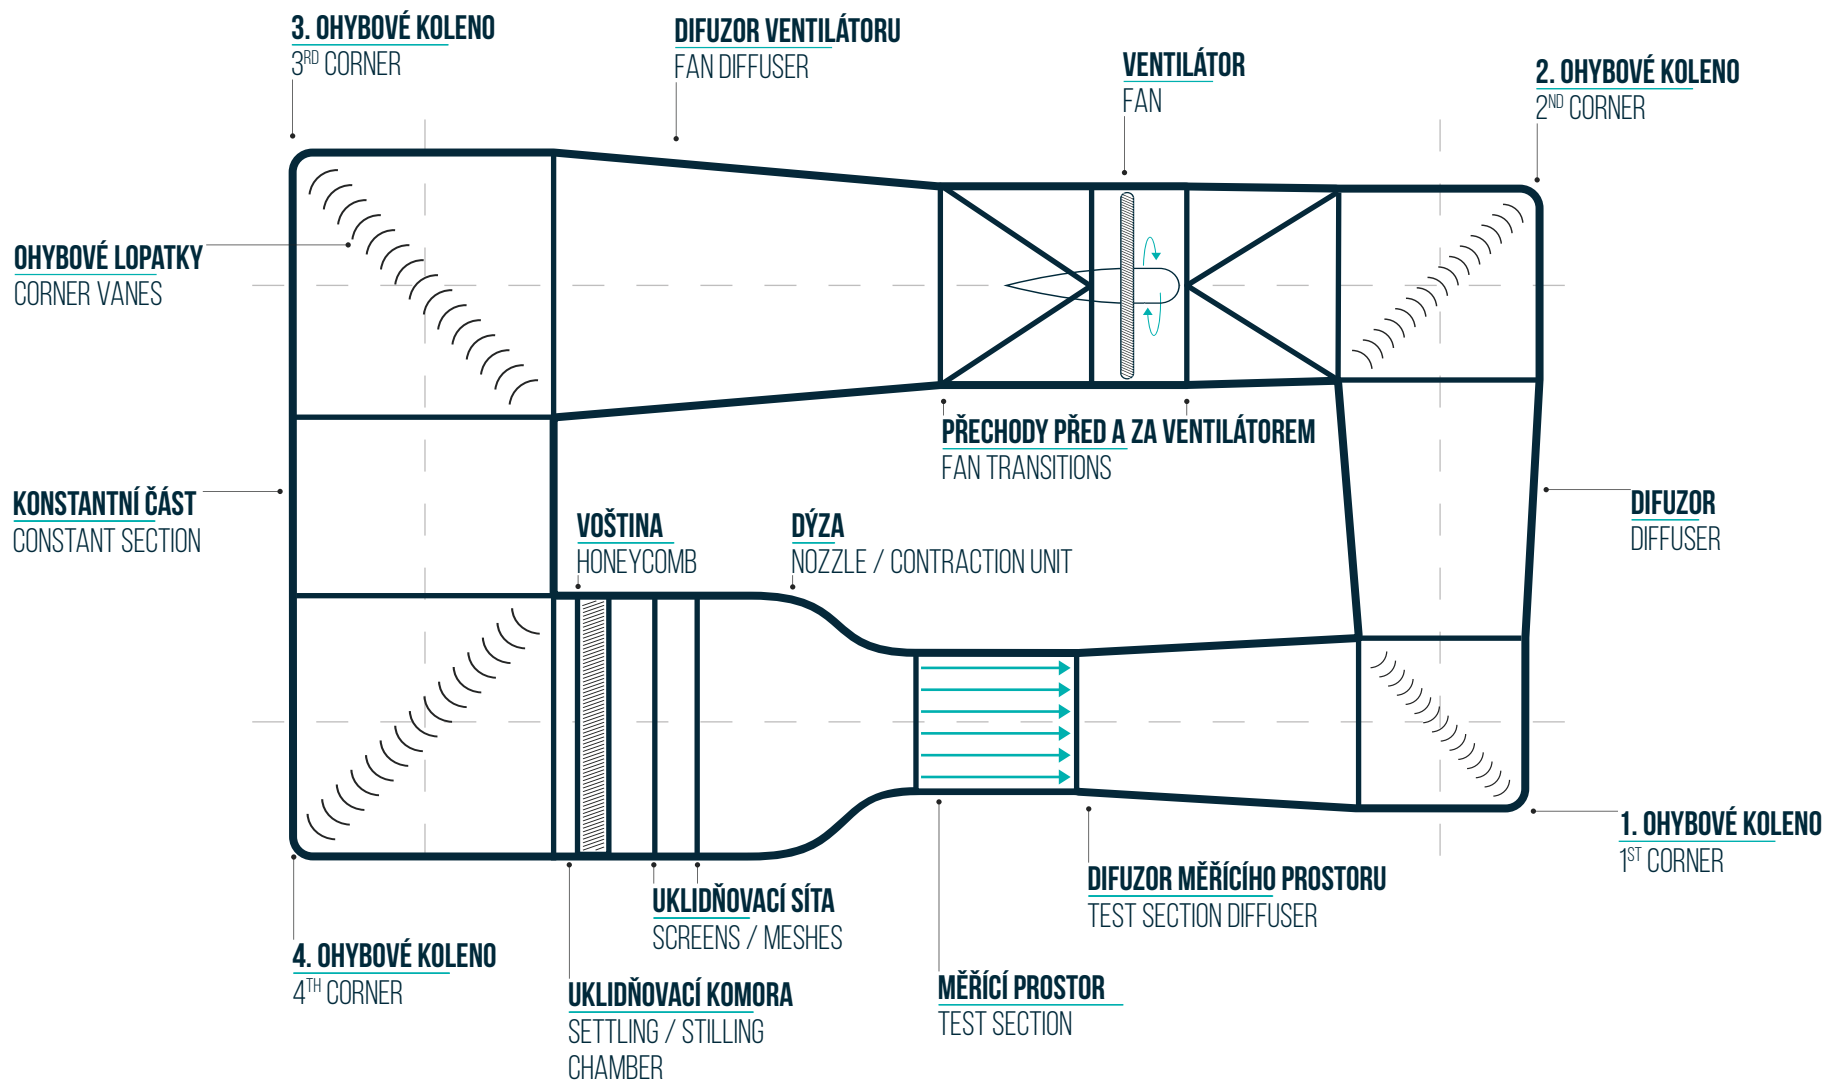 3. OHYBOVÉ KOLENO
3RD CORNER
DIFUZOR VENTILÁTORU
FAN DIFFUSER
VENTILÁTOR
FAN
2. OHYBOVÉ KOLENO
2ND CORNER
OHYBOVÉ LOPATKY
CORNER VANES
PŘECHODY PŘED A ZA VENTILÁTOREM
FAN TRANSITIONS
KONSTANTNÍ ČÁST
CONSTANT SECTION
VOŠTINA
HONEYCOMB
DÝZA
NOZZLE / CONTRACTION UNIT
DIFUZOR
DIFFUSER
1. OHYBOVÉ KOLENO
1ST CORNER
DIFUZOR MĚŘÍCÍHO PROSTORU
TEST SECTION DIFFUSER
UKLIDŇOVACÍ SÍTA
SCREENS / MESHES
4. OHYBOVÉ KOLENO
4TH CORNER
UKLIDŇOVACÍ KOMORA
SETTLING / STILLING
CHAMBER
MĚŘÍCÍ PROSTOR
TEST SECTION